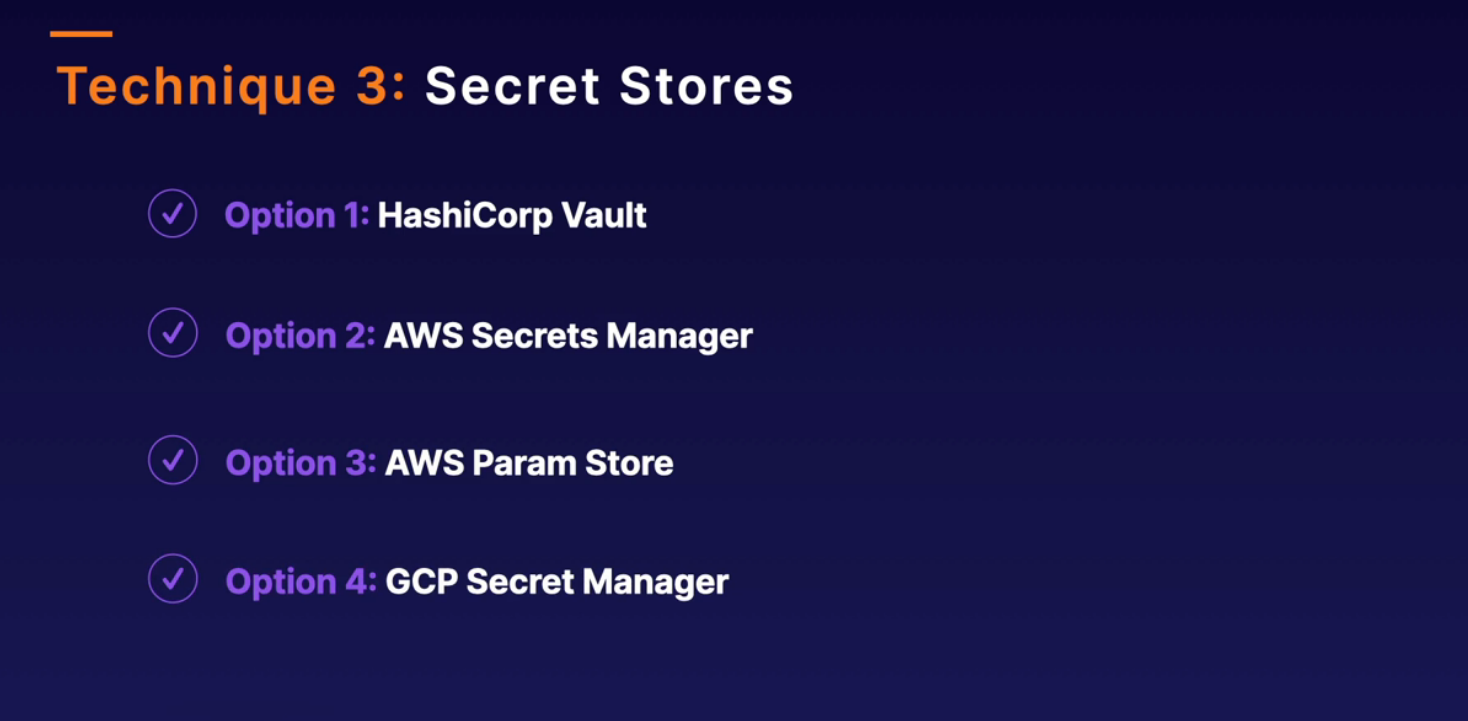 Technique 3: Secret Stores
Option 1: HashiCorp Vault
Option 2: AWS Secrets Manager
Option 3: AWS Param Store
Option 4: GCP Secret Manager